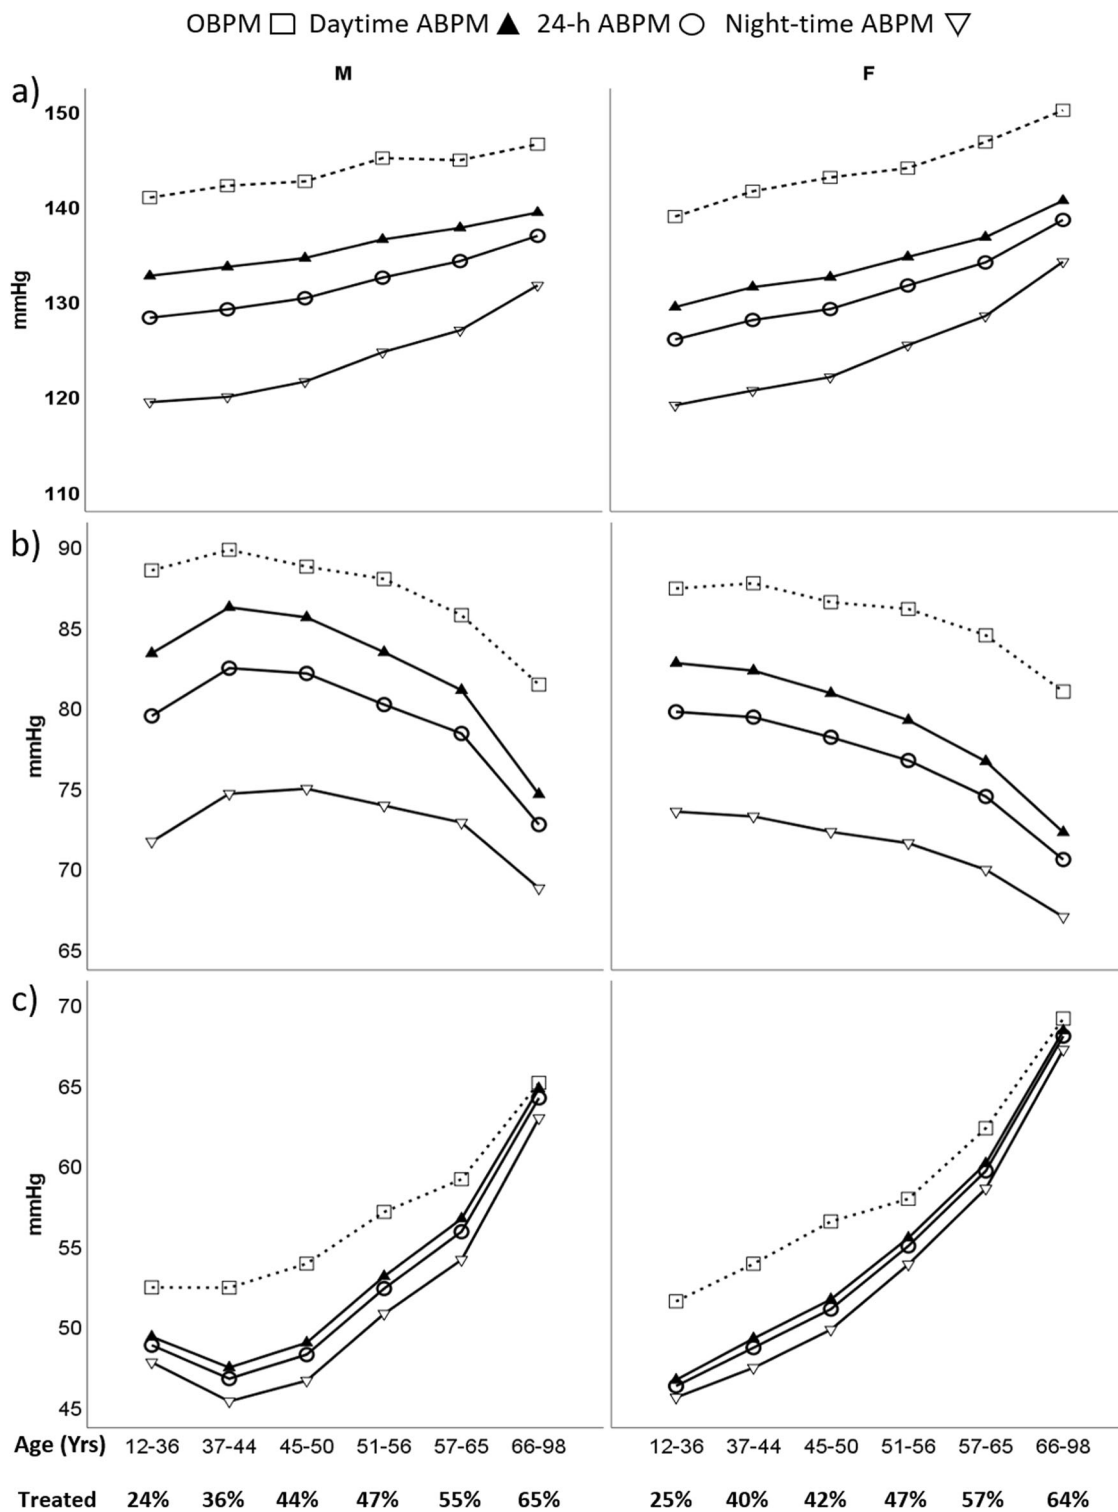 OBPM Daytime ABPM 24-h ABPM Night-time ABPM
M F
a)
150
140
130
120
110
mmHg
b)
90
85
80
75
70
65
mmHg
c)
70
65
60
55
50
45
mmHg
Age (Yrs) 12-36 37-44 45-50 51-56 57-65 66-98 12-36 37-44 45-50 51-56 57-65 66-98
Treated 24% 36% 44% 47% 55% 65% 25% 40% 42% 47% 57% 64%